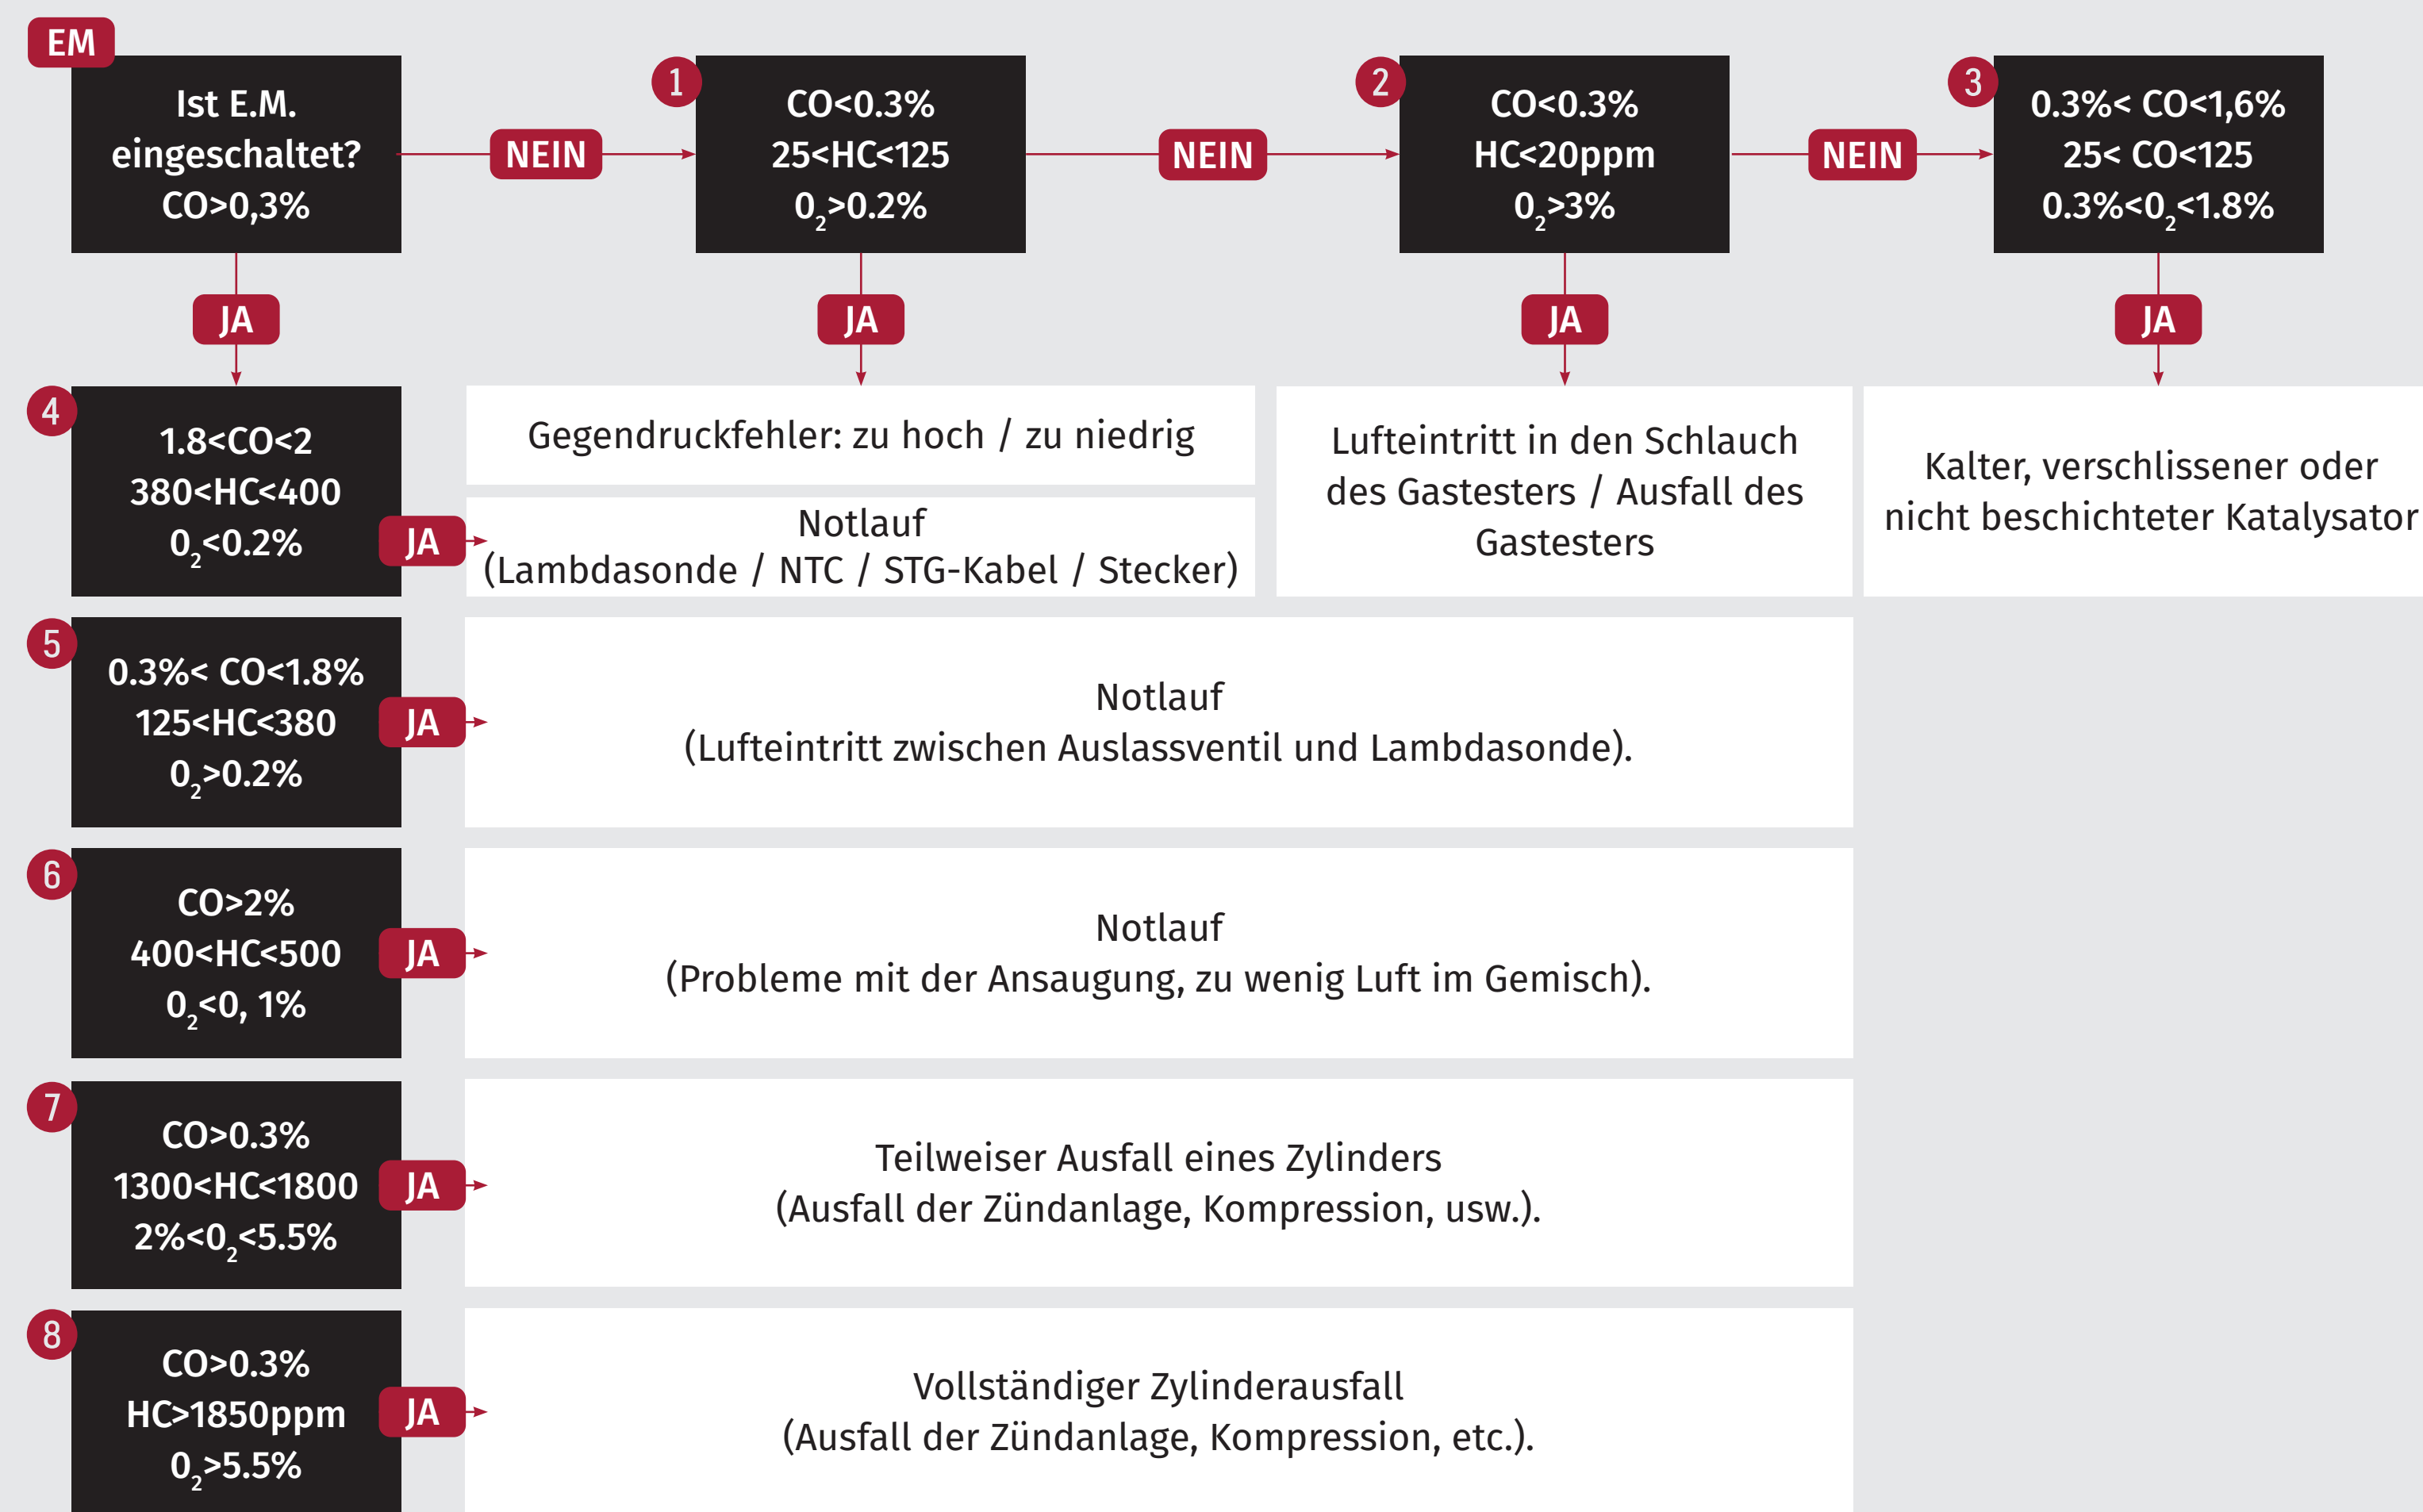 EM
Ist E.M.
eingeschaltet?
CO>0,3%
NEIN
1
CO<0.3%
25<HC<125
0₂>0.2%
NEIN
2
CO<0.3%
HC<20ppm
0₂>3%
NEIN
3
0.3%< CO<1,6%
25< CO<125
0.3%<0₂<1.8%
JA
JA
JA
JA
4
1.8<CO<2
380<HC<400
0₂<0.2%
JA
Gegendruckfehler: zu hoch / zu niedrig
Notlauf
(Lambdasonde / NTC / STG-Kabel / Stecker)
Lufteintritt in den Schlauch
des Gastesters / Ausfall des
Gastesters
Kalter, verschlissener oder
nicht beschichteter Katalysator
5
0.3%< CO<1.8%
125<HC<380
0₂>0.2%
JA
Notlauf
(Lufteintritt zwischen Auslassventil und Lambdasonde).
6
CO>2%
400<HC<500
0₂<0, 1%
JA
Notlauf
(Probleme mit der Ansaugung, zu wenig Luft im Gemisch).
7
CO>0.3%
1300<HC<1800
2%<0₂<5.5%
JA
Teilweiser Ausfall eines Zylinders
(Ausfall der Zündanlage, Kompression, usw.).
8
CO>0.3%
HC>1850ppm
0₂>5.5%
JA
Vollständiger Zylinderausfall
(Ausfall der Zündanlage, Kompression, etc.).